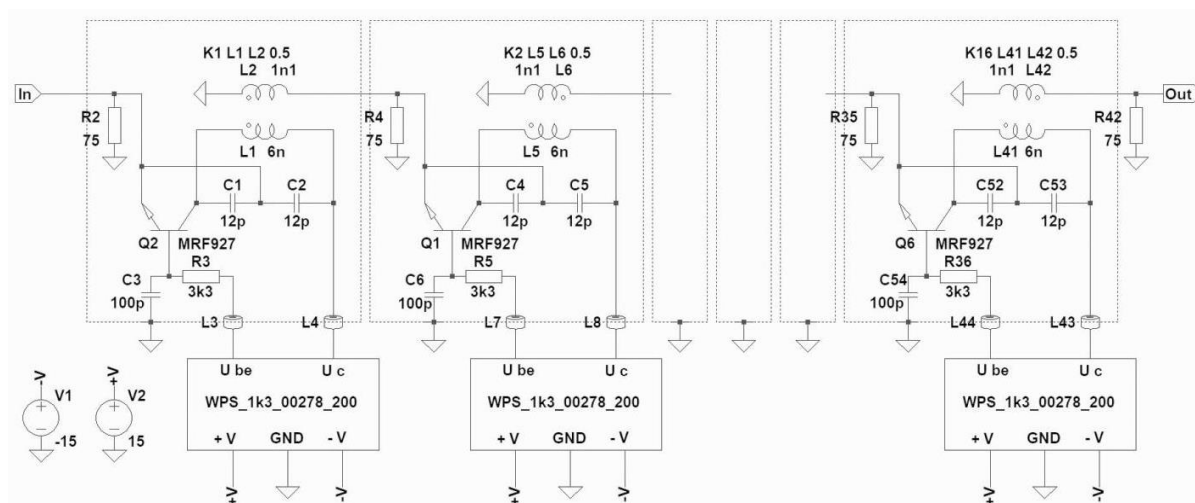 K1 L1 L2 0.5
L2 1n1
In
R2
75
L1 6n
C1 C2
12p 12p
Q2
MRF927
R3
3k3
C3
100p
L3
L4
U be U c
WPS_1k3_00278_200
+ V GND - V
+V -V
K2 L5 L6 0.5
1n1 L6
R4
75
L5 6n
C4 C5
12p 12p
Q1
MRF927
R5
3k3
C6
100p
L7
L8
U be U c
WPS_1k3_00278_200
+ V GND - V
+V -V
K16 L41 L42 0.5
1n1 L42
R35
75
Out
R42
75
L41 6n
C52 C53
12p 12p
Q6
MRF927
R36
3k3
C54
100p
L44
L43
U be U c
WPS_1k3_00278_200
+ V GND - V
+V -V
-V
V1
-15
+V
V2
15